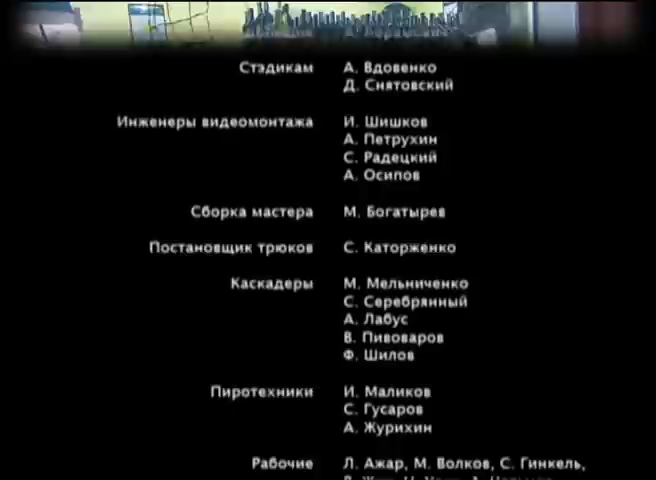 Стэдикам А. Вдовенко
Д. Снятовский
Инженеры видеомонтажа И. Шишков
А. Петрухин
С. Радецкий
А. Осипов
Сборка мастера М. Богатырев
Постановщик трюков С. Каторженко
Каскадеры М. Мельниченко
С. Серебрянный
А. Лабус
В. Пивоваров
Ф. Шилов
Пиротехники И. Маликов
С. Гусаров
А. Журихин
Рабочие Л. Ажар, М. Волков, С. Гинкель,